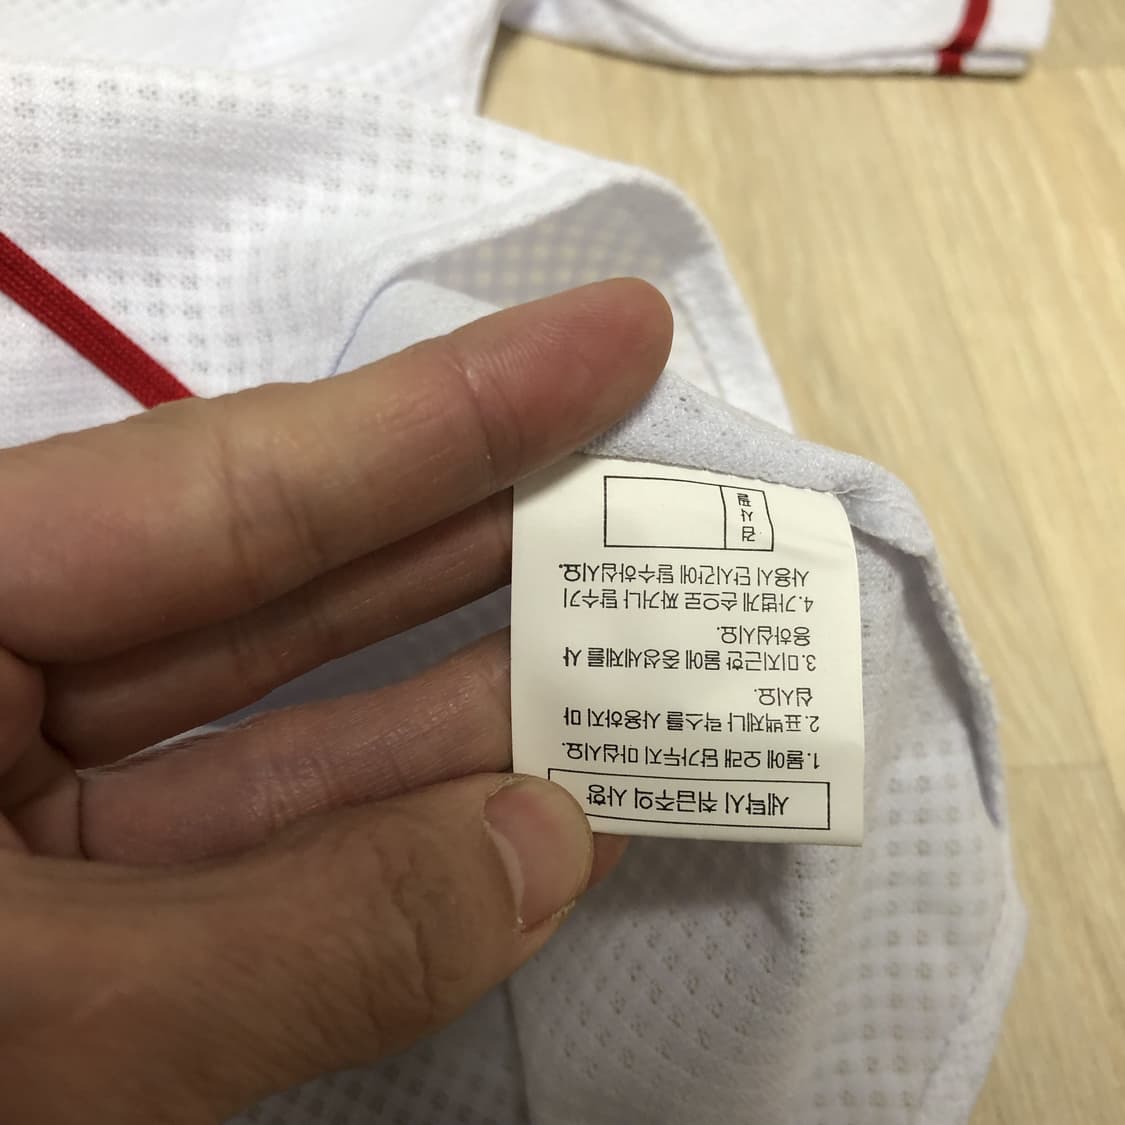 세탁시 취급주의 사항
1.물에 오래 담가두지 마십시요.
2.표백제나 락스를 사용하지 마
십시요.
3.미지근한 물에 중성세제를 사
용하십시요.
4.가볍게 손으로 짜거나 탈수기
사용시 단시간에 탈수하십시요.
검사필